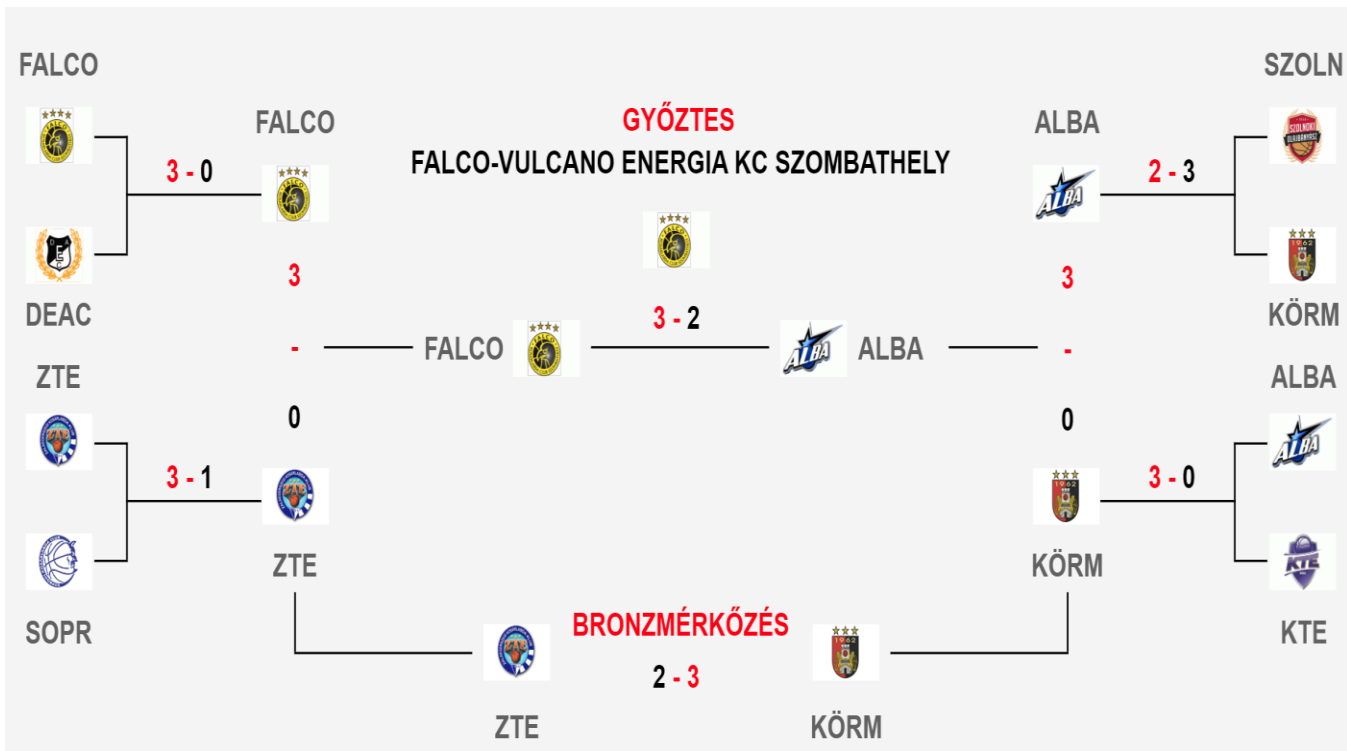 FALCO
SZOLN
FALCO
GYŐZTES
ALBA
FALCO-VULCANO ENERGIA KC SZOMBATHELY
3 - 0
2 - 3
DEAC
3
3
KÖRM
3 - 2
FALCO
ALBA
-
-
ZTE
ALBA
0
0
3 - 1
3 - 0
ZTE
KÖRM
SOPR
BRONZMÉRKŐZÉS
KTE
2 - 3
ZTE
KÖRM